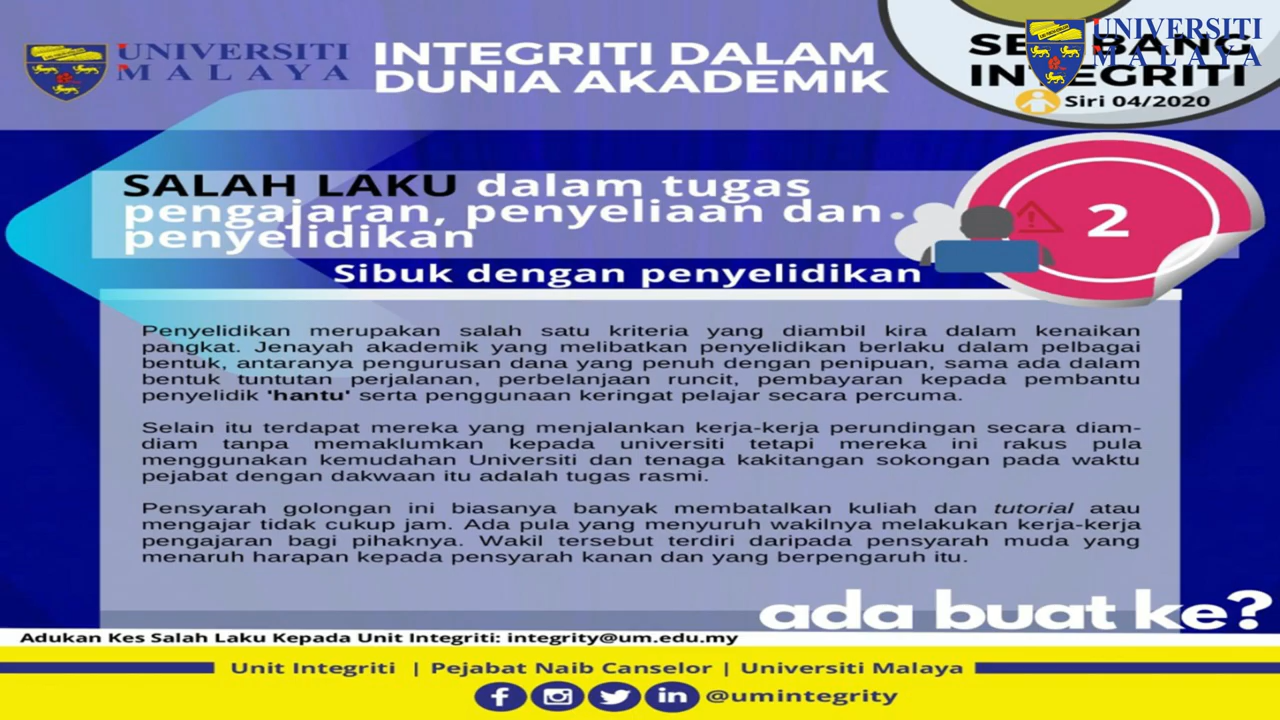 UNIVERSITI
MALAYA
INTEGRITI DALAM
DUNIA AKADEMIK
UNIVERSITI
MALAYA
INTEGRITI
Siri 04/2020
SALAH LAKU dalam tugas
pengajaran, penyeliaan dan
penyelidikan
2
Sibuk dengan penyelidikan
Penyelidikan merupakan salah satu kriteria yang diambil kira dalam kenaikan
pangkat. Jenayah akademik yang melibatkan penyelidikan berlaku dalam pelbagai
bentuk, antaranya pengurusan dana yang penuh dengan penipuan, sama ada dalam
bentuk tuntutan perjalanan, perbelanjaan runcit, pembayaran kepada pembantu
penyelidik 'hantu' serta penggunaan keringat pelajar secara percuma.
Selain itu terdapat mereka yang menjalankan kerja-kerja perundingan secara diam-
diam tanpa memaklumkan kepada universiti tetapi mereka ini rakus pula
menggunakan kemudahan Universiti dan tenaga kakitangan sokongan pada waktu
pejabat dengan dakwaan itu adalah tugas rasmi.
Pensyarah golongan ini biasanya banyak membatalkan kuliah dan tutorial atau
mengajar tidak cukup jam. Ada pula yang menyuruh wakilnya melakukan kerja-kerja
pengajaran bagi pihaknya. Wakil tersebut terdiri daripada pensyarah muda yang
menaruh harapan kepada pensyarah kanan dan yang berpengaruh itu.
ada buat ke?
Adukan Kes Salah Laku Kepada Unit Integriti: integrity@um.edu.my
Unit Integriti | Pejabat Naib Canselor | Universiti Malaya
@umintegrity